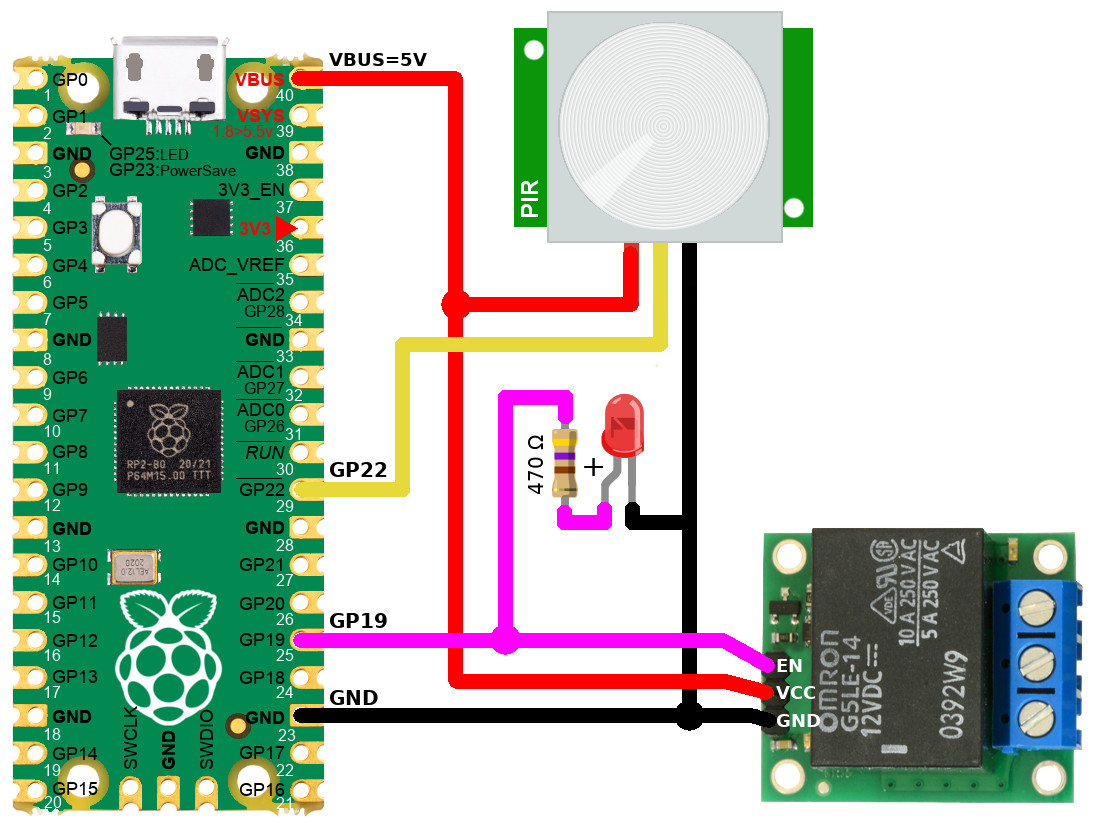 VBUS=5V
GP0
VBUS
1
40
GP1
VSYS
1.8>5.5v
2
39
GP25:LED
GP23:PowerSave
GND
GND
3
38
GP2
3V3_EN
4
37
GP3
3V3
5
36
GP4
ADC_VREF
6
35
GP5
ADC2
GP28
7
34
GND
GND
8
33
GP6
ADC1
GP27
9
32
GP7
ADC0
GP26
10
31
GP8
RUN
11
30
RP2-B0 20/21
P64M15.00 TTT
GP9
GP22
12
29
GND
GND
13
28
GP10
GP21
14
27
AEL12.0
2020
GP11
GP20
15
26
GP12
GP19
16
25
GP13
GP18
17
24
GND
GND
18
23
GP14
GP17
19
22
GP15
GP16
20
21
SWCLK
GND
SWDIO
GP22
GP19
GND
PIR
470 Ω
+
EN
VCC
GND
OMRON
G5LE-14
12VDC
VDE
10 A 250 VAC
5 A 250 VAC
0392W9